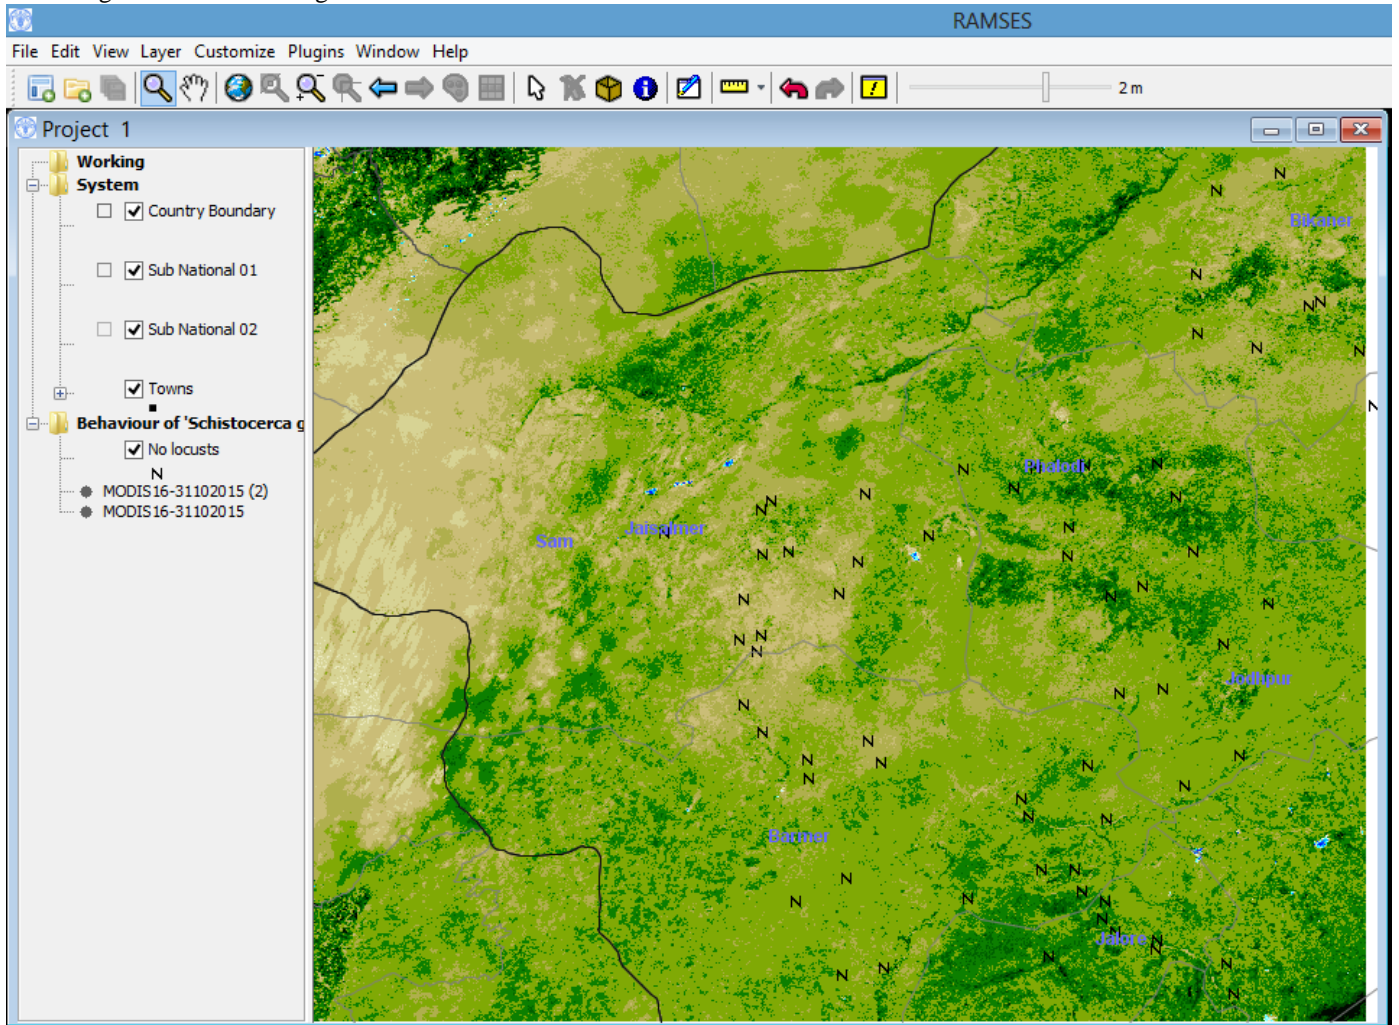 RAMSES
File Edit View Layer Customize Plugins Window Help
2 m
Project 1
Working
System
Country Boundary
Sub National 01
Sub National 02
Towns
Behaviour of 'Schistocerca g
No locusts
N
MODIS16-31102015 (2)
MODIS16-31102015
Bikaner
Phalodi
Jaisalmer
Sam
Jodhpur
Barmer
Jalore